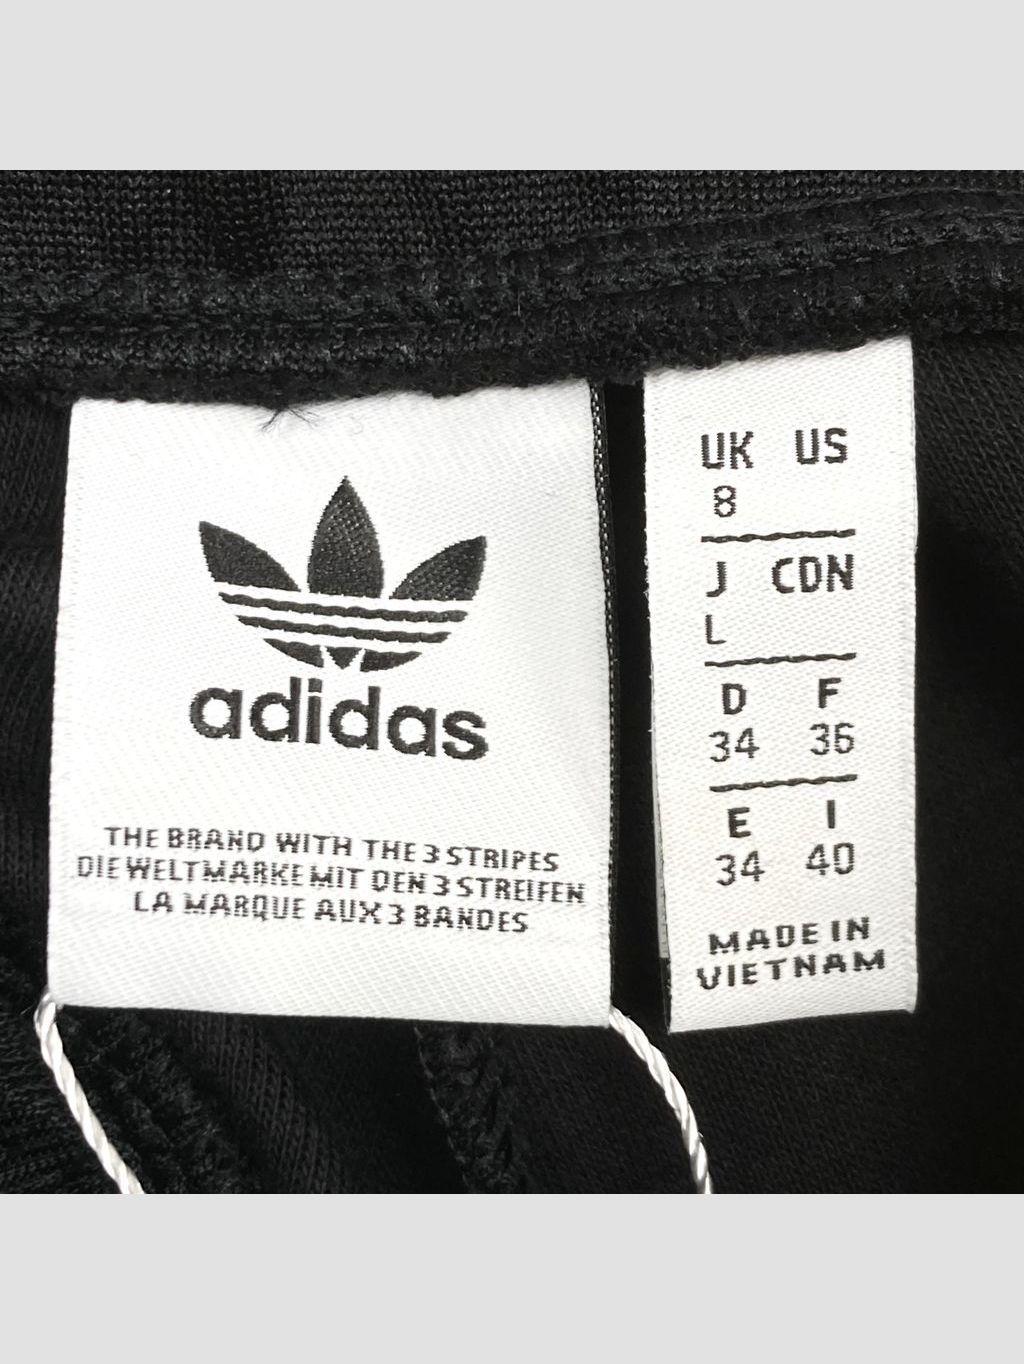 adidas
THE BRAND WITH THE 3 STRIPES
DIE WELTMARKE MIT DEN 3 STREIFEN
LA MARQUE AUX 3 BANDES
UK US
8
J CDN
L
D F
34 36
E I
34 40
MADE IN
VIETNAM